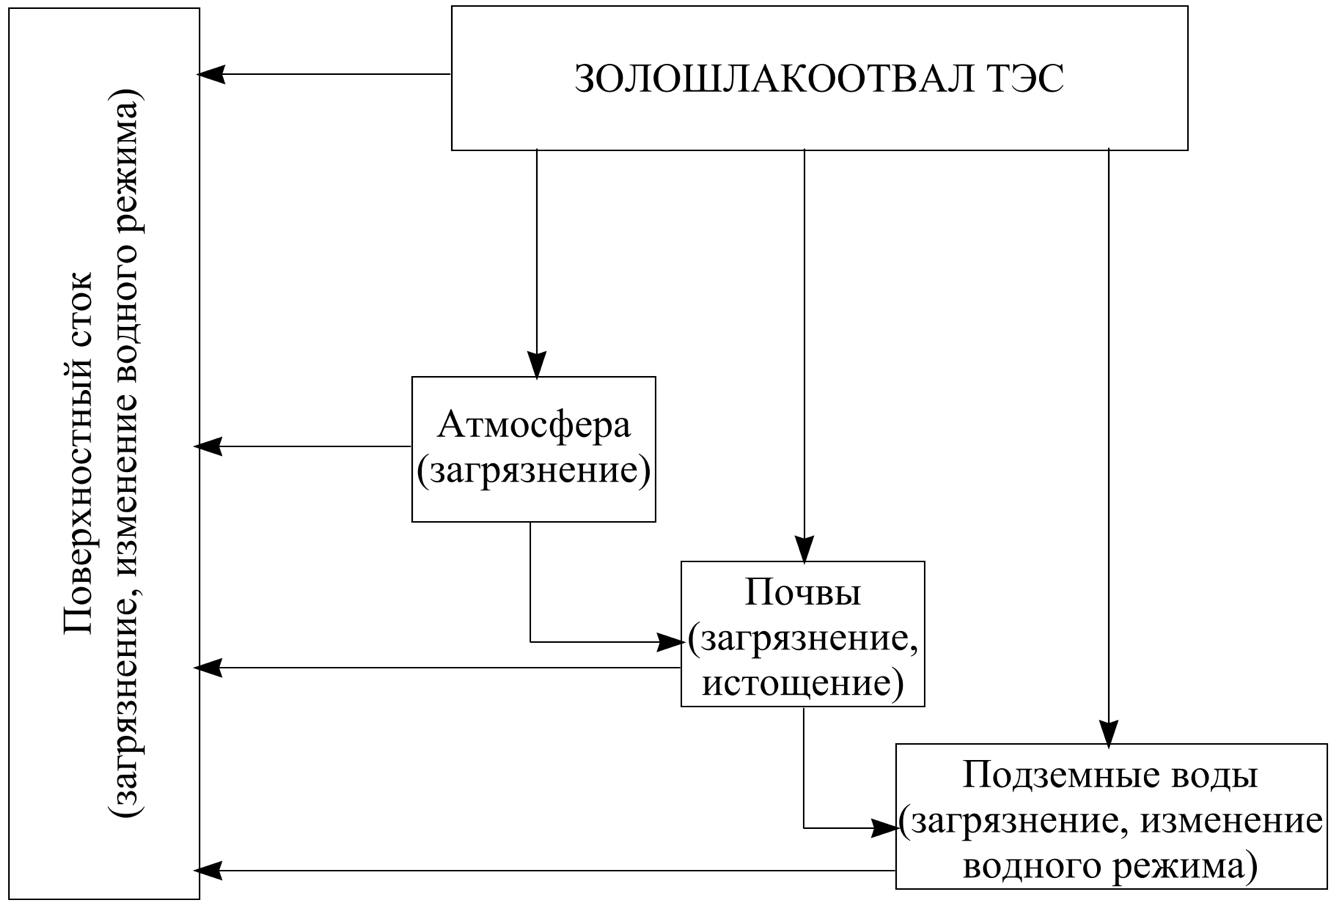 ЗОЛОШЛАКООТВАЛ ТЭС
Поверхностный сток
(загрязнение, изменение водного режима)
Атмосфера
(загрязнение)
Почвы
(загрязнение,
истощение)
Подземные воды
(загрязнение, изменение
водного режима)